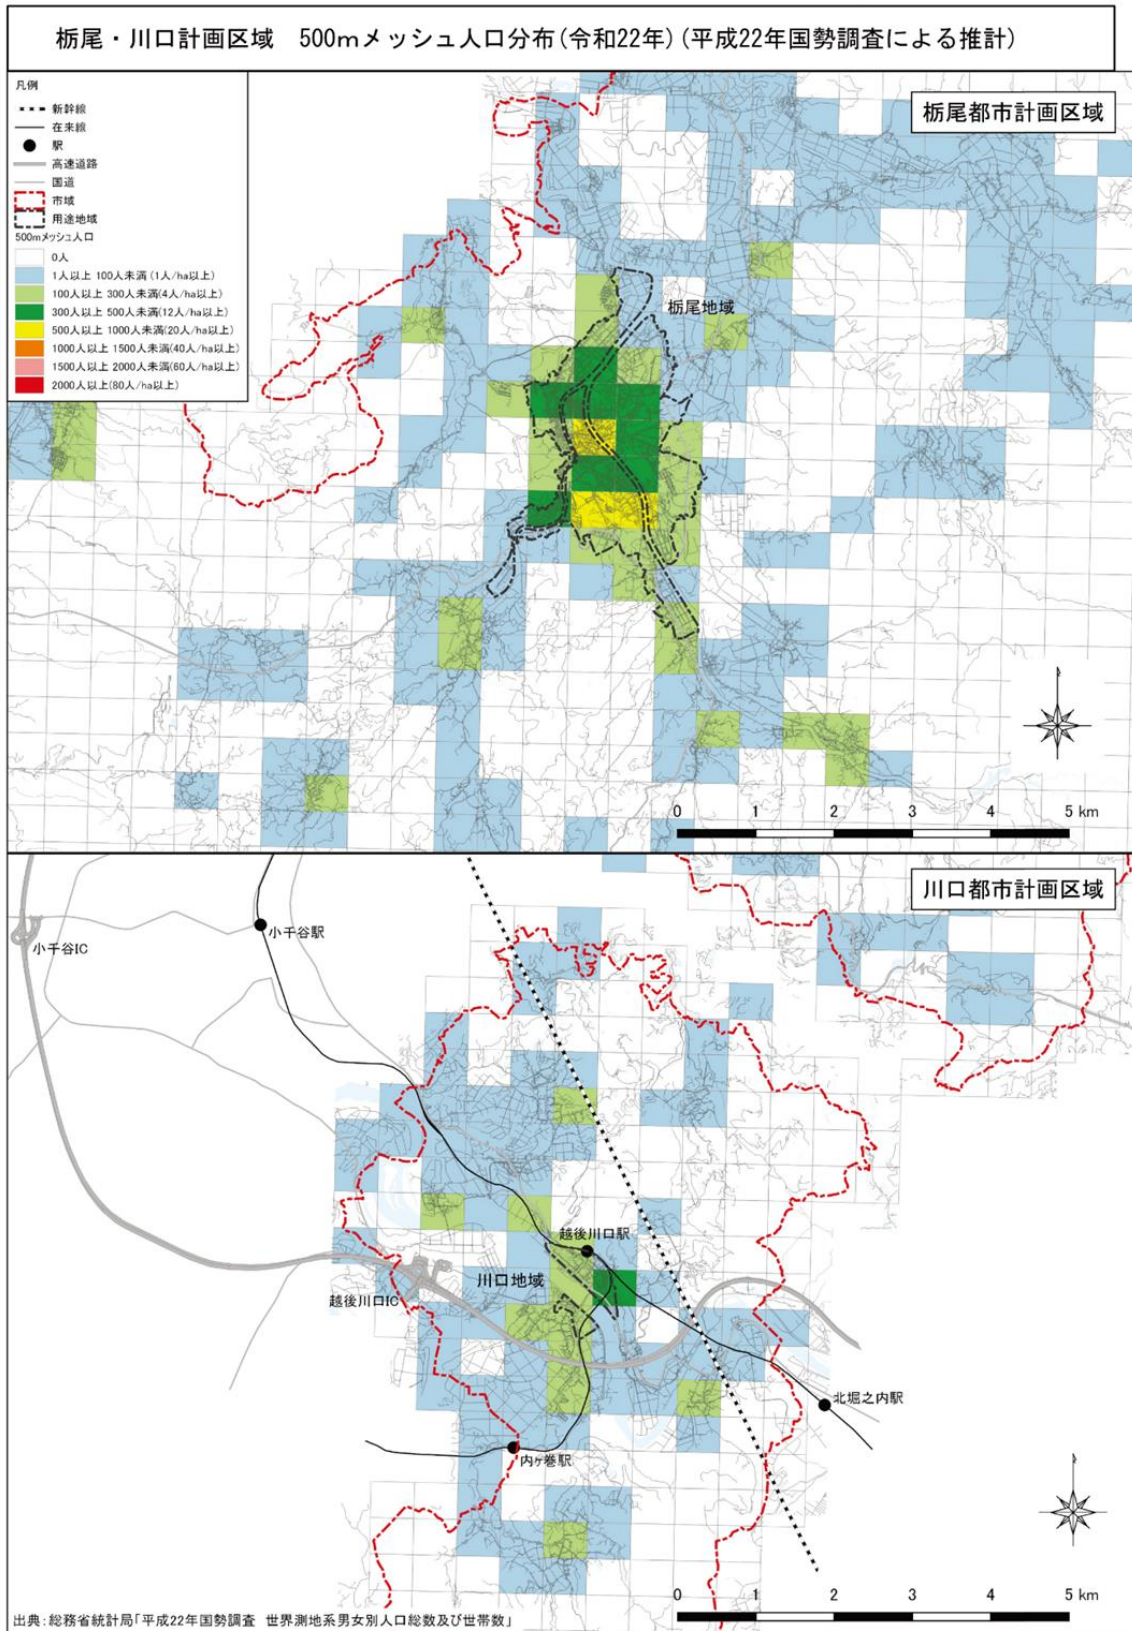 栃尾・川口計画区域　500mメッシュ人口分布(令和22年)(平成22年国勢調査による推計)
栃尾都市計画区域
凡例
新幹線
在来線
駅
高速道路
国道
市域
用途地域
500mメッシュ人口
0人
1人以上 100人未満(1人/ha以上)
100人以上 300人未満(4人/ha以上)
300人以上 500人未満(12人/ha以上)
500人以上 1000人未満(20人/ha以上)
1000人以上 1500人未満(40人/ha以上)
1500人以上 2000人未満(60人/ha以上)
2000人以上(80人/ha以上)
栃尾地域
0 1 2 3 4 5 km
川口都市計画区域
小千谷駅
小千谷IC
越後川口駅
川口地域
越後川口IC
北堀之内駅
内ヶ巻駅
0 1 2 3 4 5 km
出典：総務省統計局「平成22年国勢調査　世界測地系男女別人口総数及び世帯数」